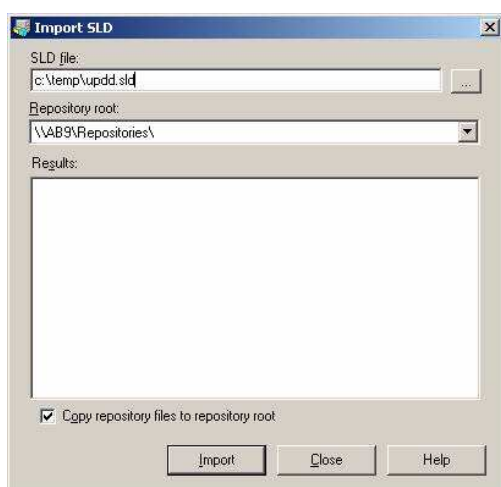 Import SLD
SLD file:
c:\temp\updd.sld
...
Repository root:
\\AB9\Repositories\
Results:
Copy repository files to repository root
Import
Close
Help